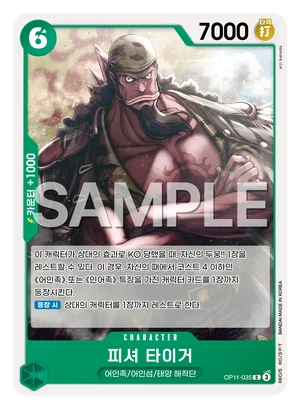 6
7000
타격
打
카운터 +1000
SAMPLE
이 캐릭터가 상대의 효과로 KO 당했을 때, 자신의 두웅!! 1장을
레스트할 수 있다. 이 경우, 자신의 패에서 코스트 4 이하인
《어인족》 또는 《인어족》 특징을 가진 캐릭터 카드를 1장까지
등장시킨다.
등장 시 상대의 캐릭터를 1장까지 레스트로 한다.
CHARACTER
피셔 타이거
어인족/어인섬/태양 해적단
OP11-035
BANDAI MADE IN KOREA